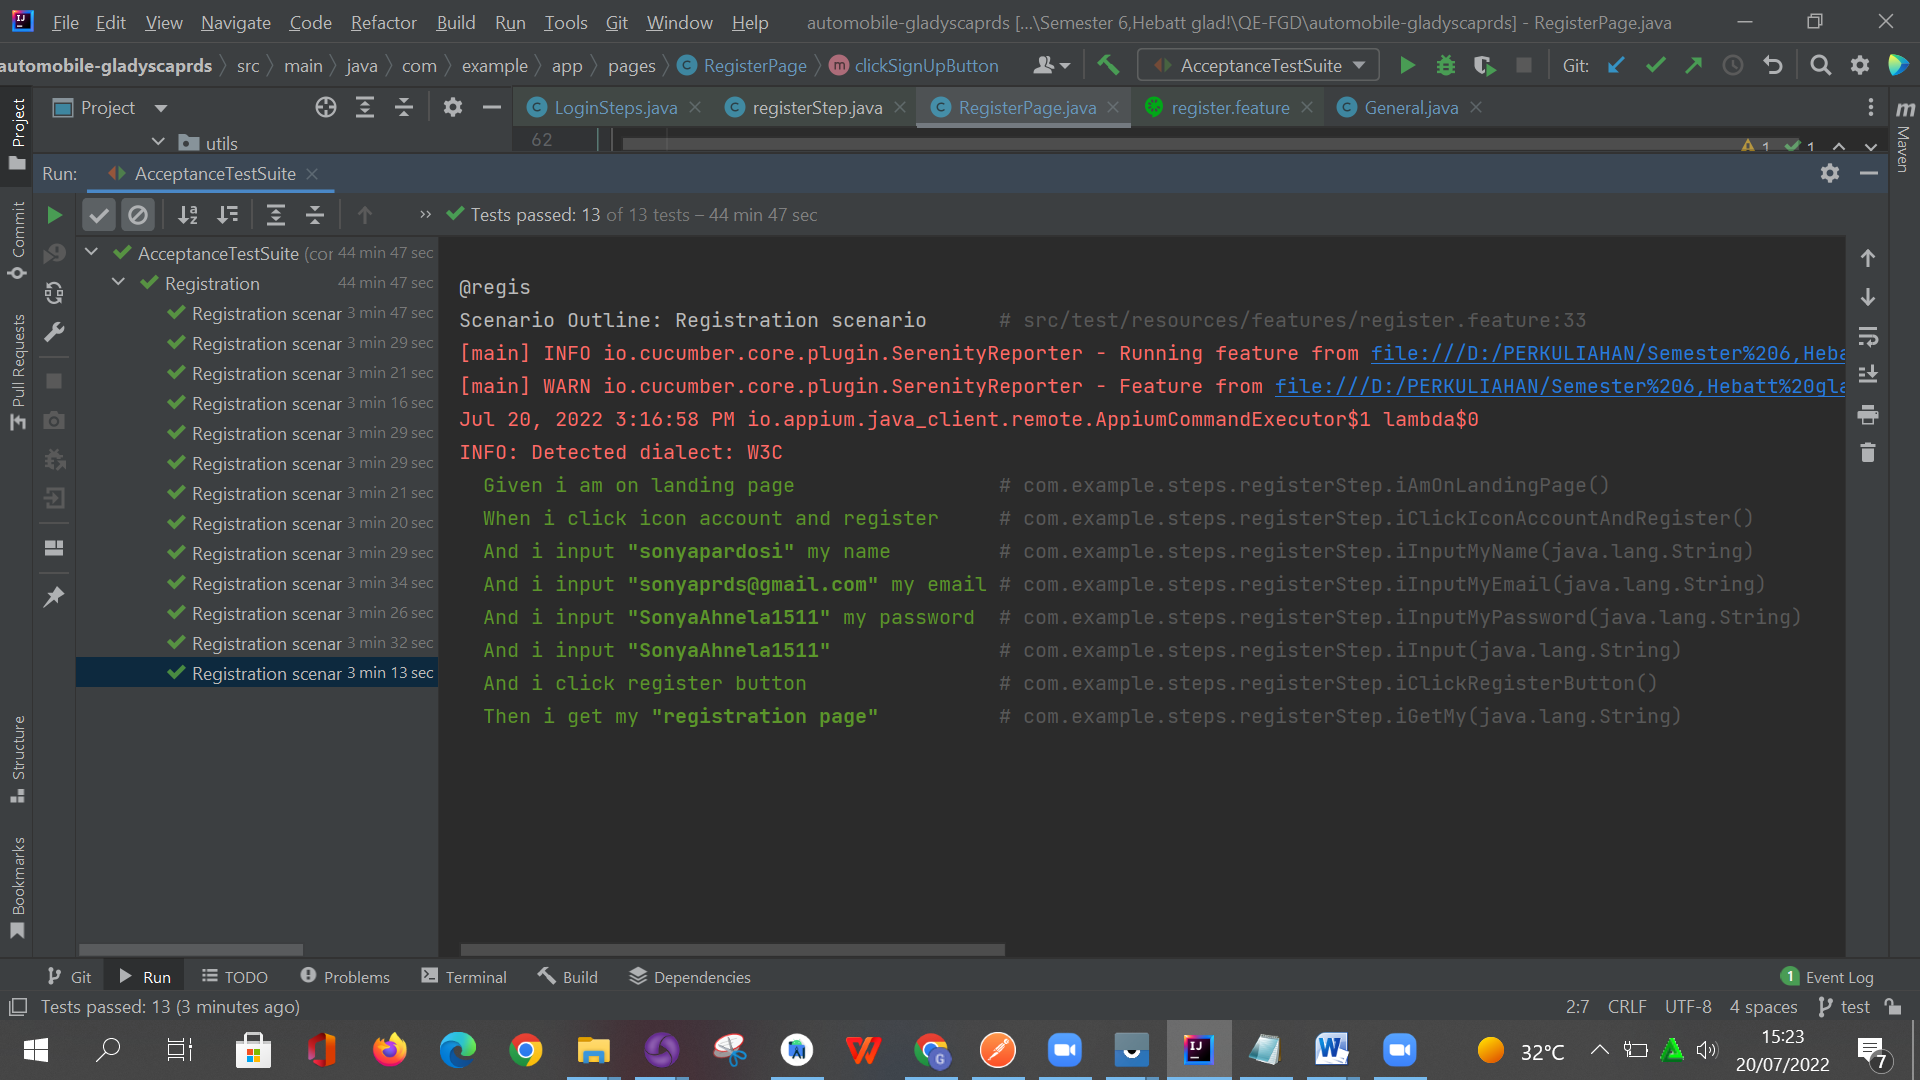 File Edit View Navigate Code Refactor Build Run Tools Git Window Help automobile-gladyscaprds [...\Semester 6,Hebatt glad!\QE-FGD\automobile-gladyscaprds] - RegisterPage.java
automobile-gladyscaprds src main java com example app pages RegisterPage clickSignUpButton AcceptanceTestSuite Git:
Project LoginSteps.java registerStep.java RegisterPage.java register.feature General.java
utils 62 1 1
Run: AcceptanceTestSuite
Tests passed: 13 of 13 tests – 44 min 47 sec
AcceptanceTestSuite (cor 44 min 47 sec
Registration 44 min 47 sec
Registration scenar 3 min 47 sec
Registration scenar 3 min 29 sec
Registration scenar 3 min 21 sec
Registration scenar 3 min 16 sec
Registration scenar 3 min 29 sec
Registration scenar 3 min 29 sec
Registration scenar 3 min 21 sec
Registration scenar 3 min 20 sec
Registration scenar 3 min 29 sec
Registration scenar 3 min 34 sec
Registration scenar 3 min 26 sec
Registration scenar 3 min 32 sec
Registration scenar 3 min 13 sec
@regis
Scenario Outline: Registration scenario # src/test/resources/features/register.feature:33
[main] INFO io.cucumber.core.plugin.SerenityReporter - Running feature from file:///D:/PERKULIAHAN/Semester%206,Heba
[main] WARN io.cucumber.core.plugin.SerenityReporter - Feature from file:///D:/PERKULIAHAN/Semester%206,Hebatt%20gla
Jul 20, 2022 3:16:58 PM io.appium.java_client.remote.AppiumCommandExecutor$1 lambda$0
INFO: Detected dialect: W3C
Given i am on landing page # com.example.steps.registerStep.iAmOnLandingPage()
When i click icon account and register # com.example.steps.registerStep.iClickIconAccountAndRegister()
And i input "sonyapardosi" my name # com.example.steps.registerStep.iInputMyName(java.lang.String)
And i input "sonyaprds@gmail.com" my email # com.example.steps.registerStep.iInputMyEmail(java.lang.String)
And i input "SonyaAhnela1511" my password # com.example.steps.registerStep.iInputMyPassword(java.lang.String)
And i input "SonyaAhnela1511" # com.example.steps.registerStep.iInput(java.lang.String)
And i click register button # com.example.steps.registerStep.iClickRegisterButton()
Then i get my "registration page" # com.example.steps.registerStep.iGetMy(java.lang.String)
Project
Commit
Pull Requests
Structure
Bookmarks
m Maven
Git Run TODO Problems Terminal Build Dependencies 1 Event Log
Tests passed: 13 (3 minutes ago) 2:7 CRLF UTF-8 4 spaces test
32°C 15:23
20/07/2022 7